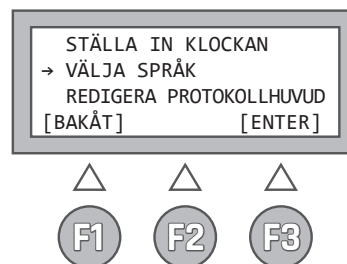 STÄLLA IN KLOCKAN
→ VÄLJA SPRÅK
REDIGERA PROTOKOLLHUVUD
[BAKÅT] [ENTER]
F1 F2 F3